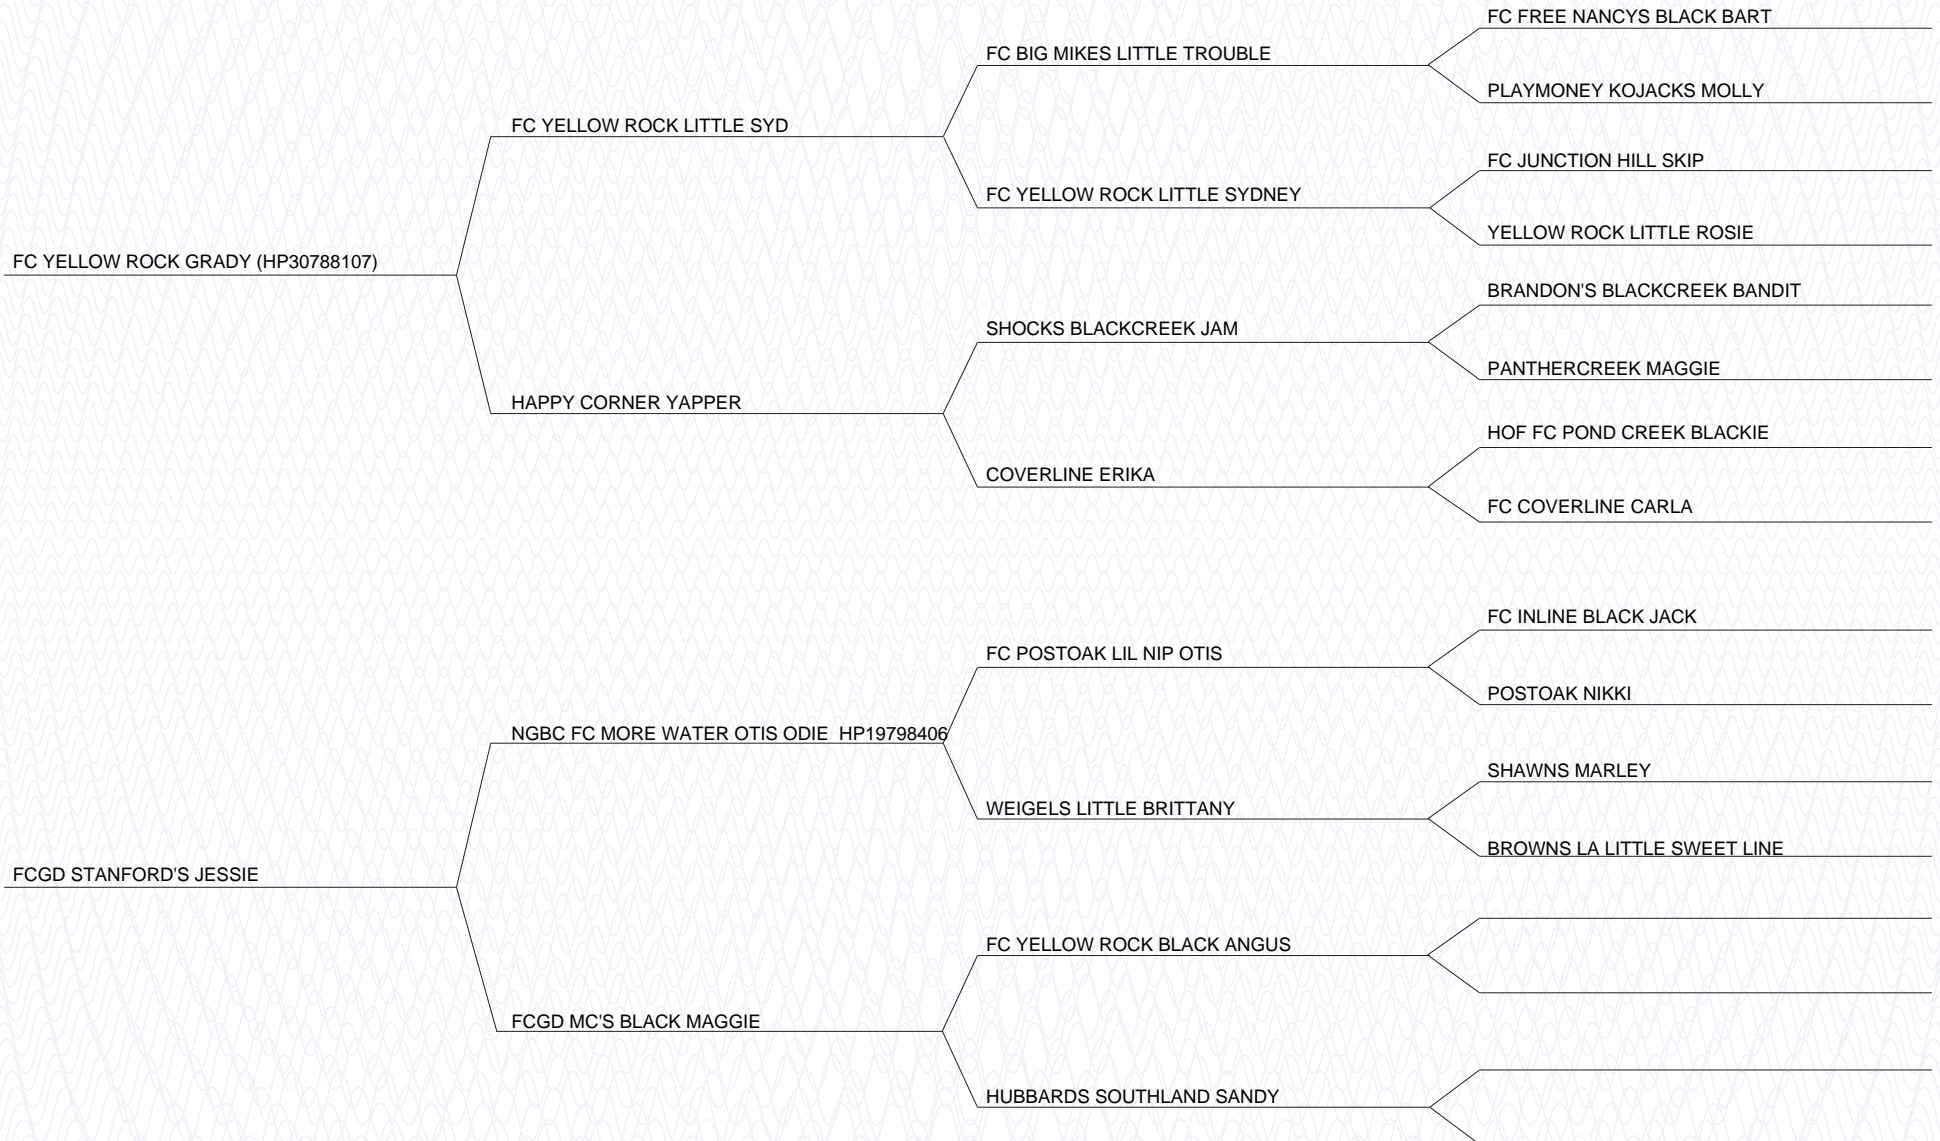 FC FREE NANCYS BLACK BART
FC BIG MIKES LITTLE TROUBLE
PLAYMONEY KOJACKS MOLLY
FC YELLOW ROCK LITTLE SYD
FC JUNCTION HILL SKIP
FC YELLOW ROCK LITTLE SYDNEY
YELLOW ROCK LITTLE ROSIE
FC YELLOW ROCK GRADY (HP30788107)
BRANDON'S BLACKCREEK BANDIT
SHOCKS BLACKCREEK JAM
PANTHERCREEK MAGGIE
HAPPY CORNER YAPPER
HOF FC POND CREEK BLACKIE
COVERLINE ERIKA
FC COVERLINE CARLA
FC INLINE BLACK JACK
FC POSTOAK LIL NIP OTIS
POSTOAK NIKKI
NGBC FC MORE WATER OTIS ODIE  HP19798406
SHAWNS MARLEY
WEIGELS LITTLE BRITTANY
BROWNS LA LITTLE SWEET LINE
FCGD STANFORD'S JESSIE
FC YELLOW ROCK BLACK ANGUS
FCGD MC'S BLACK MAGGIE
HUBBARDS SOUTHLAND SANDY